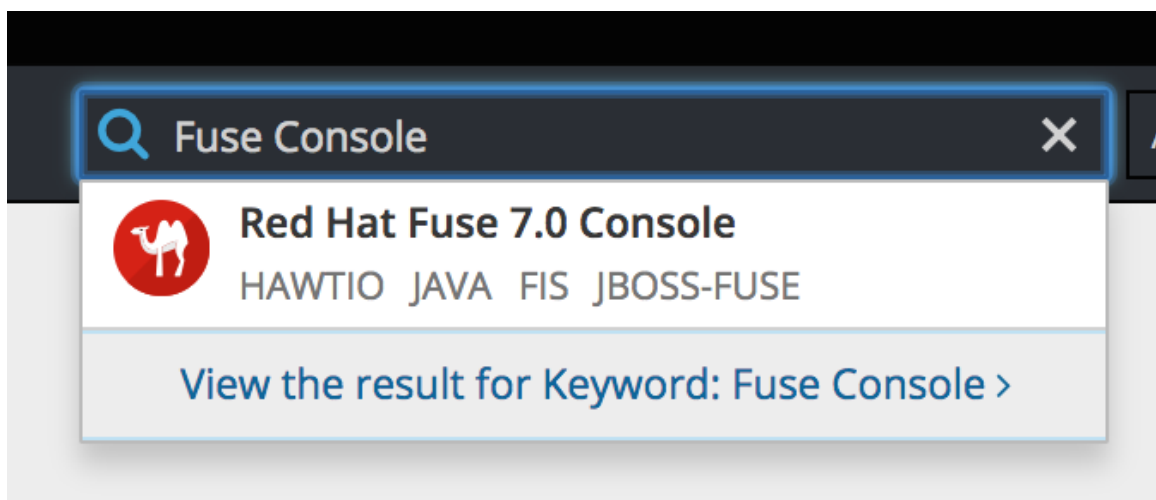 Fuse Console
Red Hat Fuse 7.0 Console
HAWTIO JAVA FIS JBOSS-FUSE
View the result for Keyword: Fuse Console >